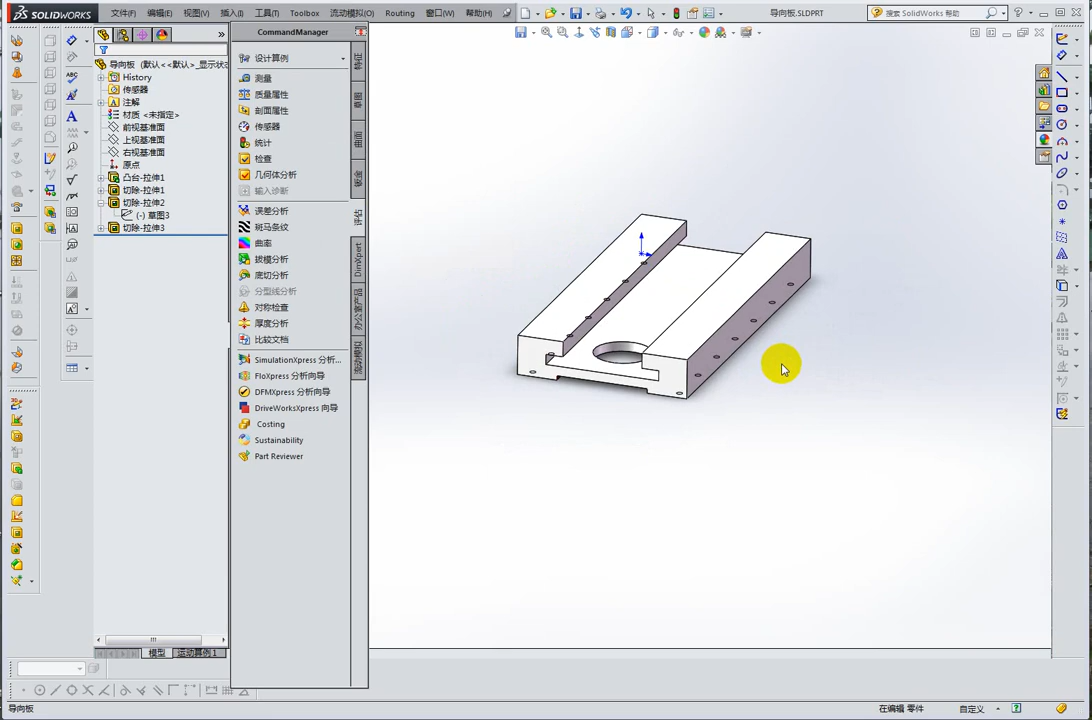 SOLIDWORKS 文件(F) 编辑(E) 视图(V) 插入(I) 工具(T) Toolbox 流动模拟(O) Routing 窗口(W) 帮助(H) 导向板.SLDPRT 搜索 SolidWorks 帮助
CommandManager
导向板 (默认<<默认>_显示状
History
传感器
注解
材质 <未指定>
前视基准面
上视基准面
右视基准面
原点
凸台-拉伸1
切除-拉伸1
切除-拉伸2
(-) 草图3
切除-拉伸3
设计算例
测量
质量属性
剖面属性
传感器
统计
检查
几何体分析
输入诊断
误差分析
斑马条纹
曲率
拔模分析
底切分析
分型线分析
对称检查
厚度分析
比较文档
SimulationXpress 分析...
FloXpress 分析向导
DFMXpress 分析向导
DriveWorksXpress 向导
Costing
Sustainability
Part Reviewer
特征
草图
曲面
钣金
评估
DimXpert
办公室产品
流动模拟
模型 运动算例 1
导向板 在编辑 零件 自定义